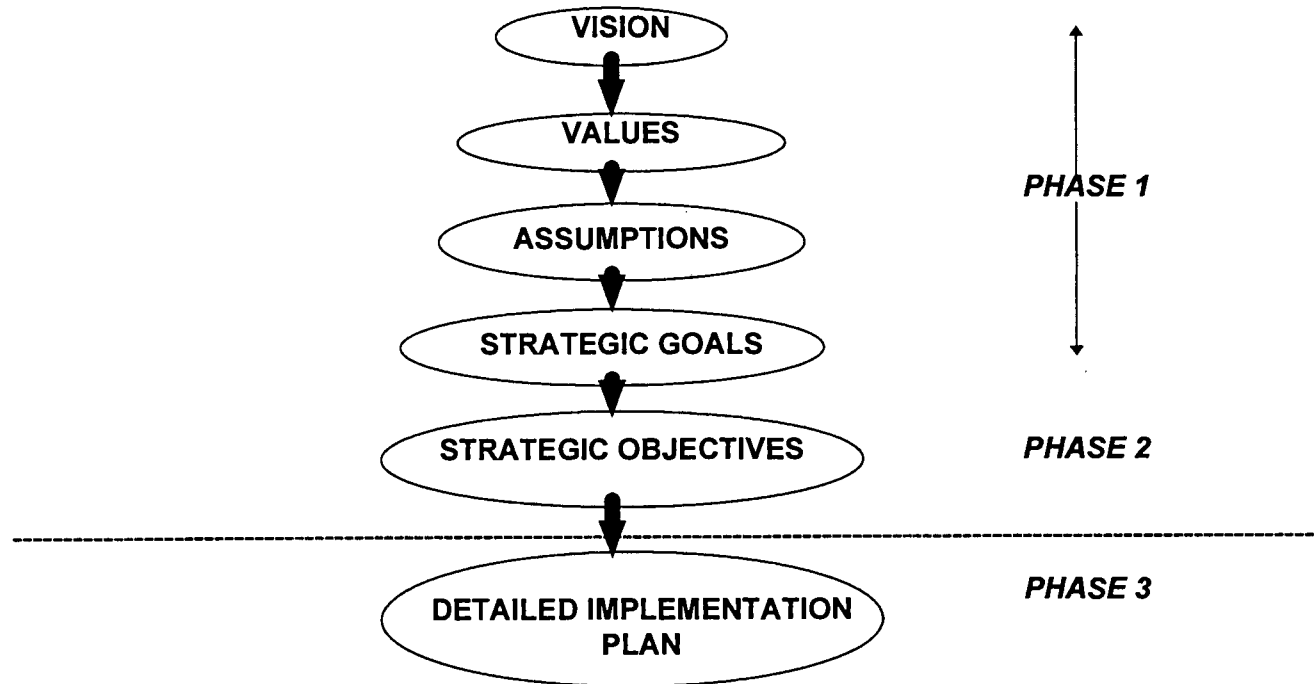 VISION
VALUES
PHASE 1
ASSUMPTIONS
STRATEGIC GOALS
STRATEGIC OBJECTIVES
PHASE 2
PHASE 3
DETAILED IMPLEMENTATION
PLAN